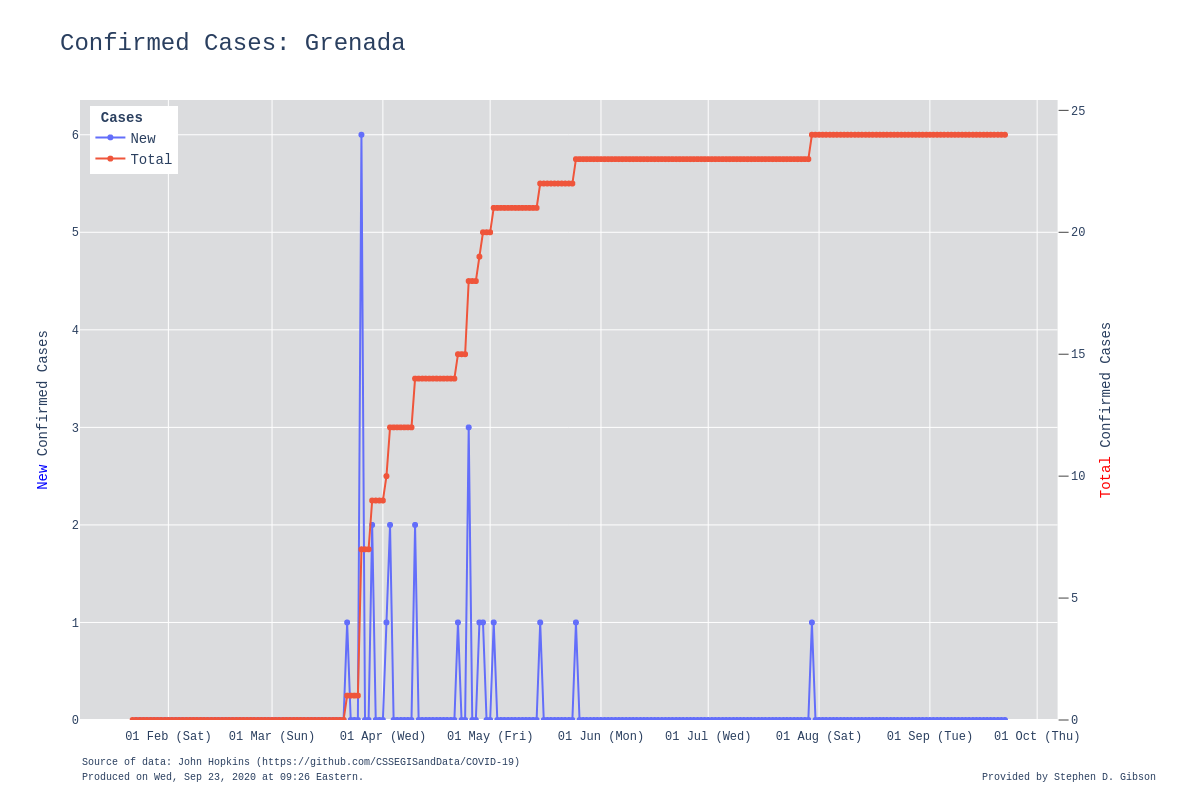 Confirmed Cases: Grenada
Cases
New
Total
6
5
4
3
2
1
0
25
20
15
10
5
0
New Confirmed Cases
Total Confirmed Cases
01 Feb (Sat) 01 Mar (Sun) 01 Apr (Wed) 01 May (Fri) 01 Jun (Mon) 01 Jul (Wed) 01 Aug (Sat) 01 Sep (Tue) 01 Oct (Thu)
Source of data: John Hopkins (https://github.com/CSSEGISandData/COVID-19)
Produced on Wed, Sep 23, 2020 at 09:26 Eastern.
Provided by Stephen D. Gibson